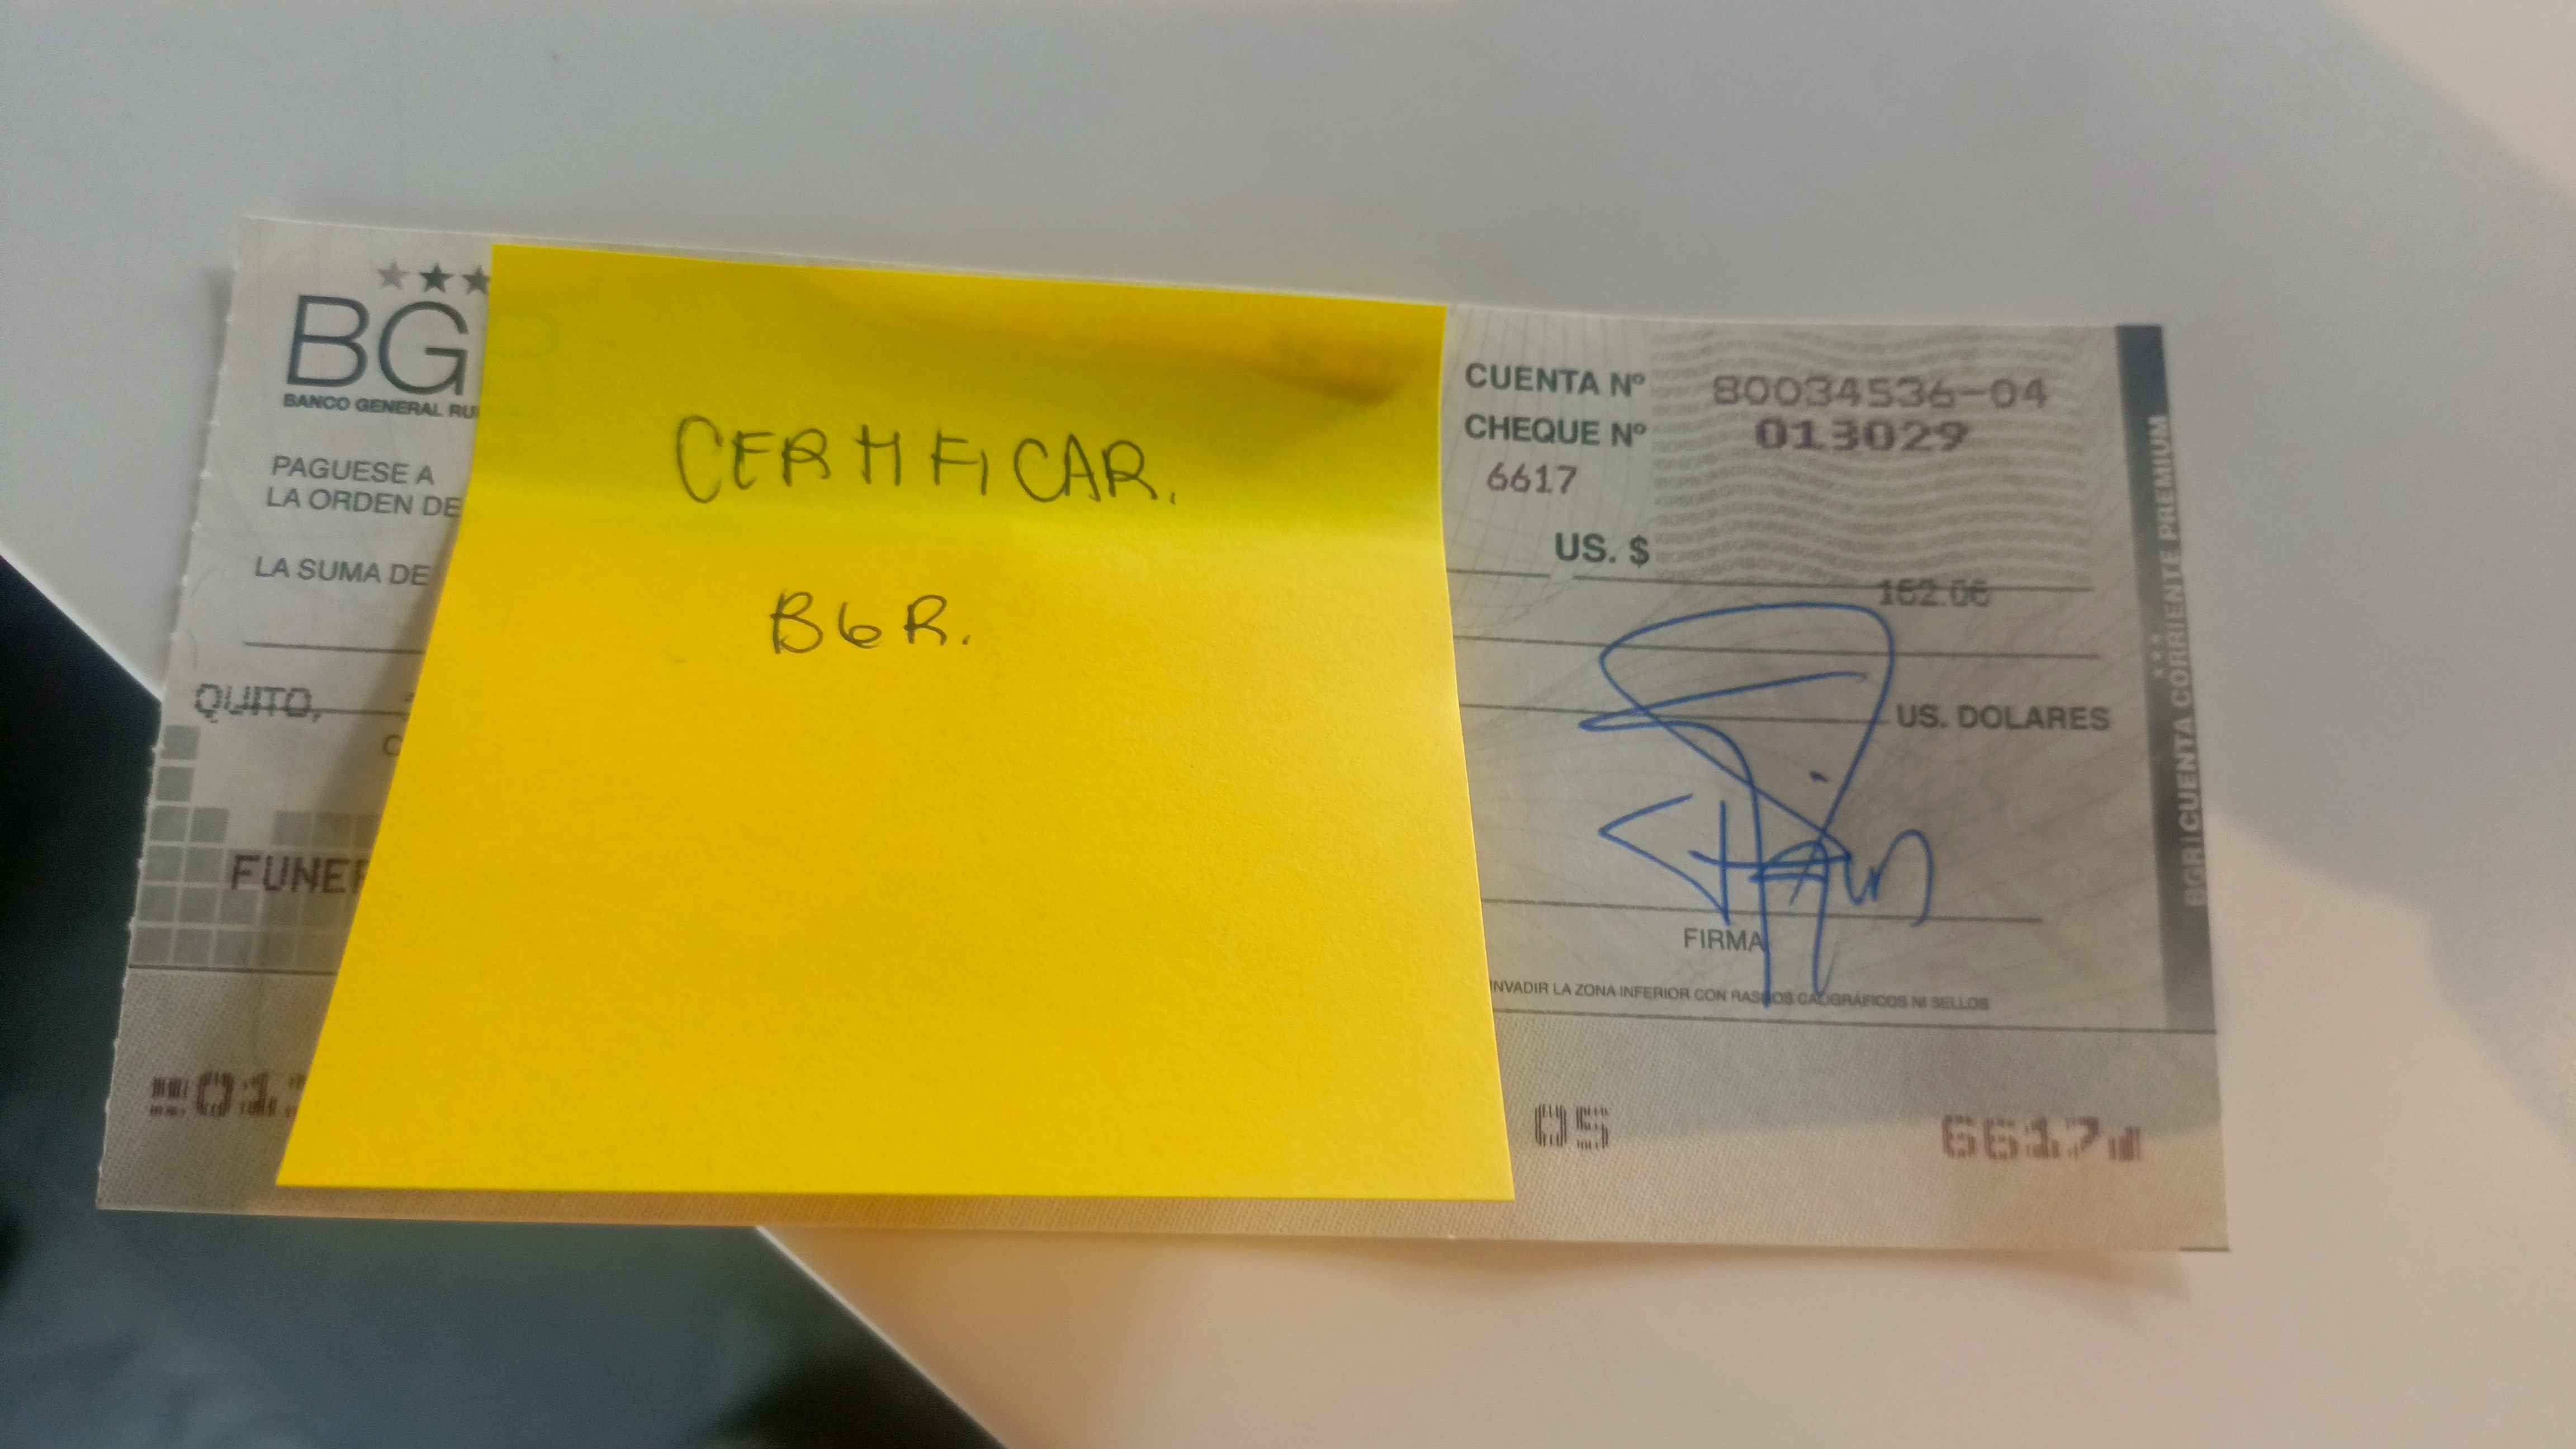 BG
BANCO GENERAL RU
PAGUESE A
LA ORDEN DE
LA SUMA DE
QUITO,
FUNER
CERTIFICAR.
BGR.
CUENTA Nº 80034536-04
CHEQUE Nº 013029
6617
US. $
162.06
US. DOLARES
FIRMA
INVADIR LA ZONA INFERIOR CON RASGOS CALIGRÁFICOS NI SELLOS
05
6617
BGR | CUENTA CORRIENTE PREMIUM